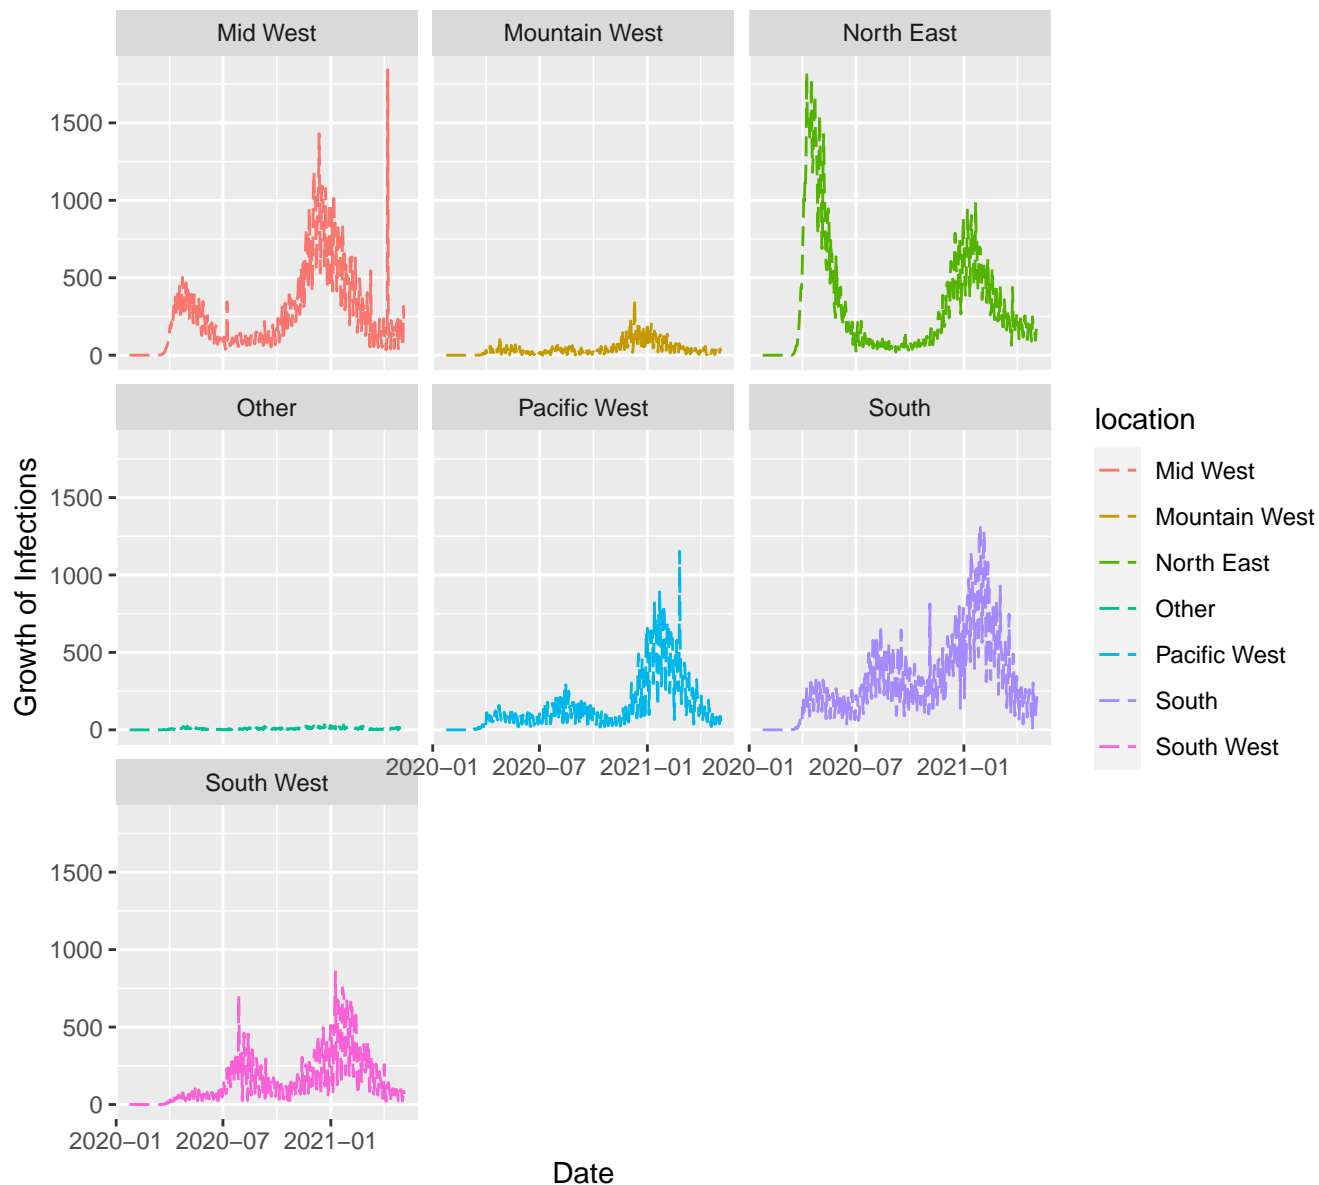 Mid West
Mountain West
North East
1500
1000
500
0
Other
Pacific West
South
1500
1000
500
0
2020−01
2020−07
2021−01
2020−01
2020−07
2021−01
South West
1500
1000
500
0
2020−01
2020−07
2021−01
Date
Growth of Infections
location
Mid West
Mountain West
North East
Other
Pacific West
South
South West